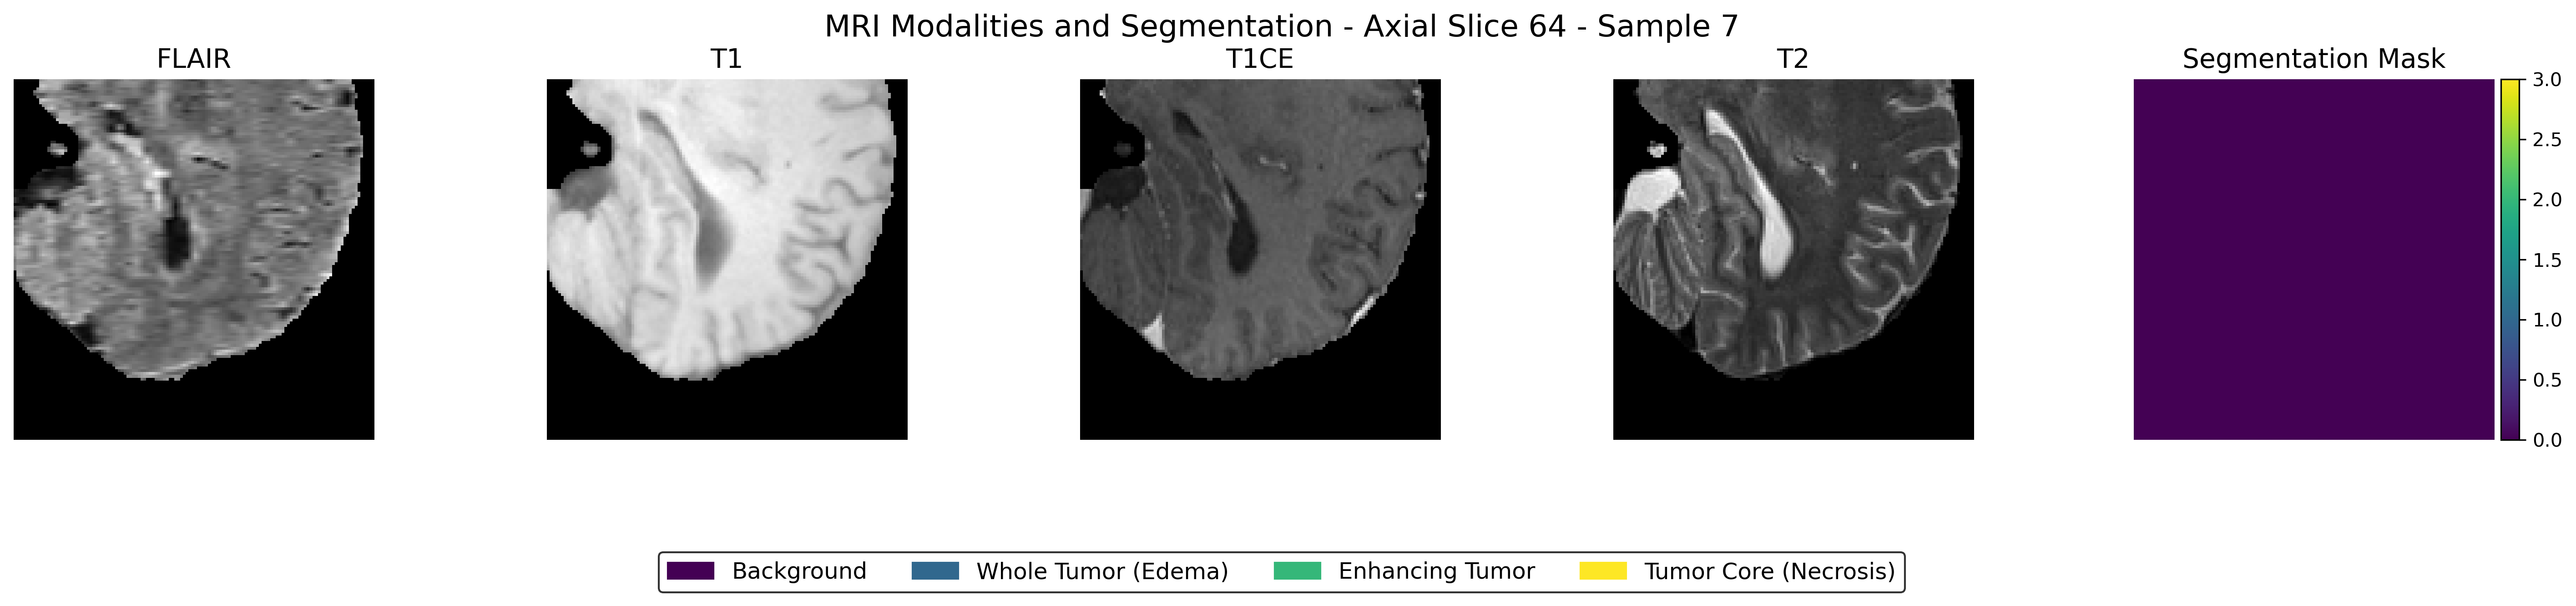 MRI Modalities and Segmentation - Axial Slice 64 - Sample 7
FLAIR
T1
T1CE
T2
Segmentation Mask
3.0
2.5
2.0
1.5
1.0
0.5
0.0
Background
Whole Tumor (Edema)
Enhancing Tumor
Tumor Core (Necrosis)